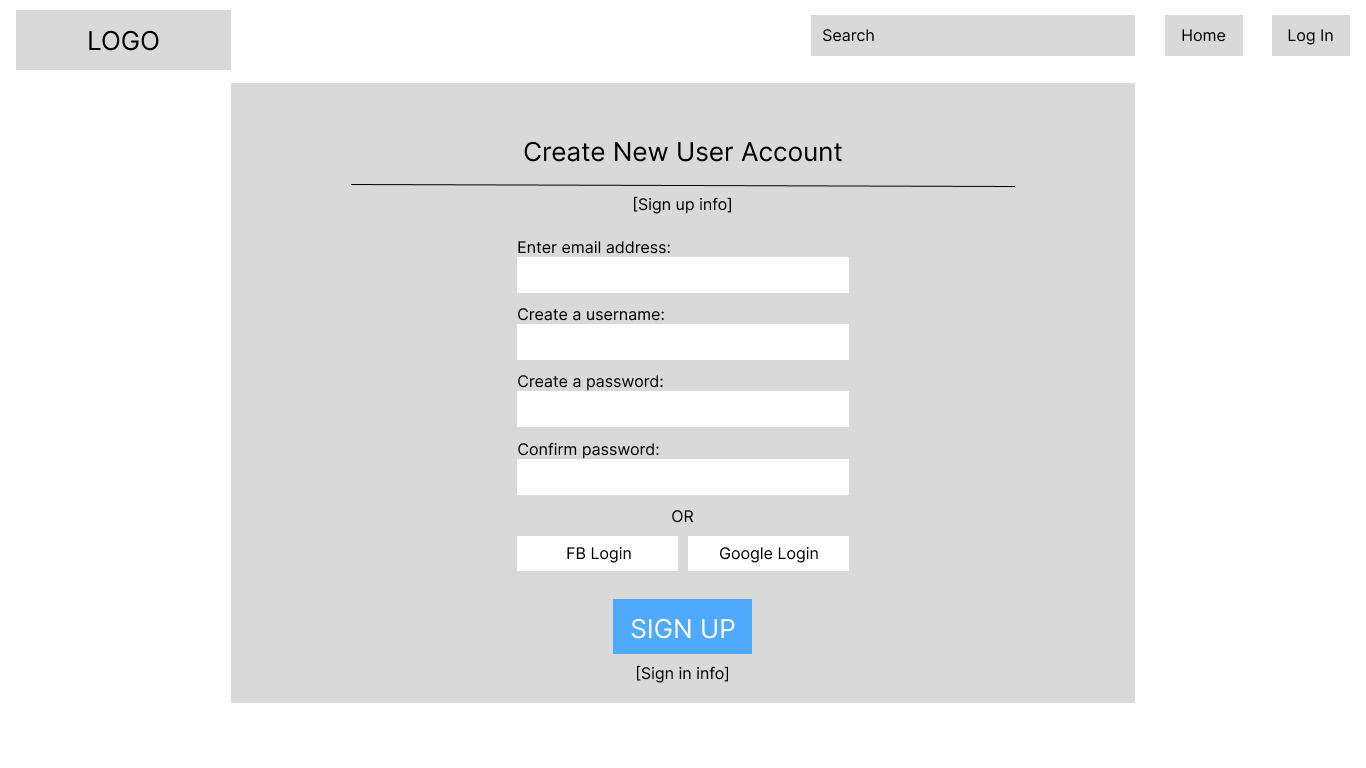 LOGO
Search
Home
Log In
Create New User Account
[Sign up info]
Enter email address:
Create a username:
Create a password:
Confirm password:
OR
FB Login
Google Login
SIGN UP
[Sign in info]